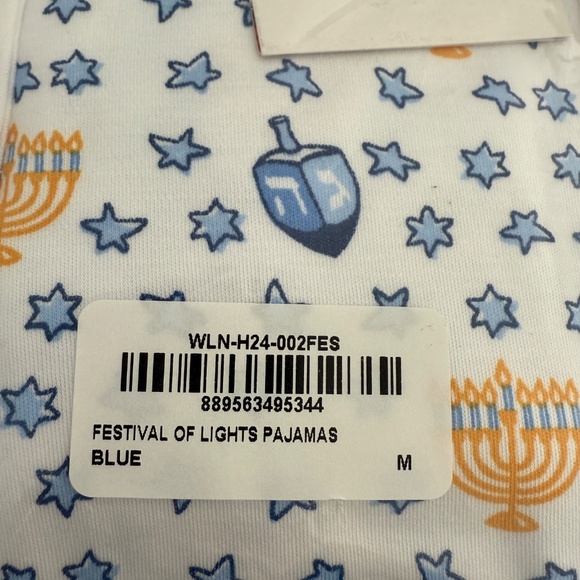 ה ג
WLN-H24-002FES
889563495344
FESTIVAL OF LIGHTS PAJAMAS
BLUE M